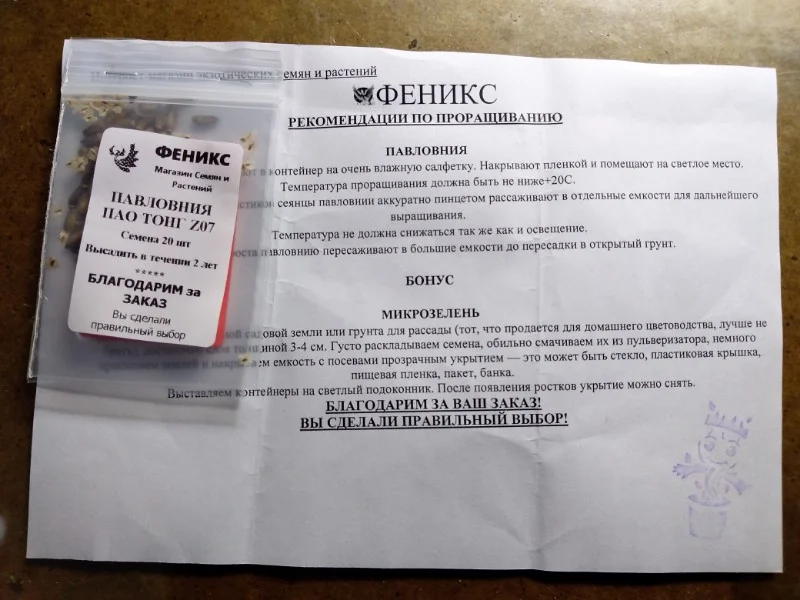 Интернет-магазин экзотических семян и растений
ФЕНИКС
РЕКОМЕНДАЦИИ ПО ПРОРАЩИВАНИЮ
ПАВЛОВНИЯ
в контейнер на очень влажную салфетку. Накрывают пленкой и помещают на светлое место.
Температура проращивания должна быть не ниже+20С.
сеянцы павловнии аккуратно пинцетом рассаживают в отдельные емкости для дальнейшего
выращивания.
Температура не должна снижаться так же как и освещение.
павловнию пересаживают в большие емкости до пересадки в открытый грунт.
БОНУС
МИКРОЗЕЛЕНЬ
садовой земли или грунта для рассады (тот, что продается для домашнего цветоводства, лучше не
толщиной 3-4 см. Густо раскладываем семена, обильно смачиваем их из пульверизатора, немного
землей и накрываем емкость с посевами прозрачным укрытием — это может быть стекло, пластиковая крышка,
пищевая пленка, пакет, банка.
Выставляем контейнеры на светлый подоконник. После появления ростков укрытие можно снять.
БЛАГОДАРИМ ЗА ВАШ ЗАКАЗ!
ВЫ СДЕЛАЛИ ПРАВИЛЬНЫЙ ВЫБОР!
ФЕНИКС
Магазин Семян и
Растений
ПАВЛОВНИЯ
ПАО ТОНГ Z07
Семена 20 шт
Высадить в течении 2 лет
*****
БЛАГОДАРИМ за
ЗАКАЗ
Вы сделали
правильный выбор